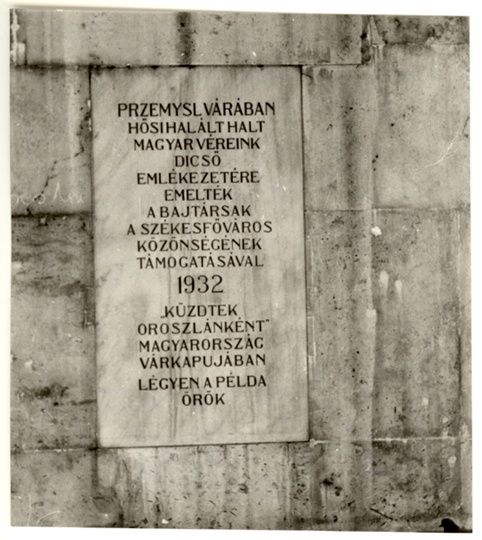 PRZEMYSL VÁRÁBAN
HŐSI HALÁLT HALT
MAGYAR VÉREINK
DICSŐ
EMLÉKEZETÉRE
EMELTÉK
A BAJTÁRSAK
A SZÉKESFŐVÁROS
KÖZÖNSÉGÉNEK
TÁMOGATÁSÁVAL
1932
„KÜZDTEK
OROSZLÁNKÉNT"
MAGYARORSZÁG
VÁRKAPUJÁBAN
LÉGYEN A PÉLDA
ÖRÖK